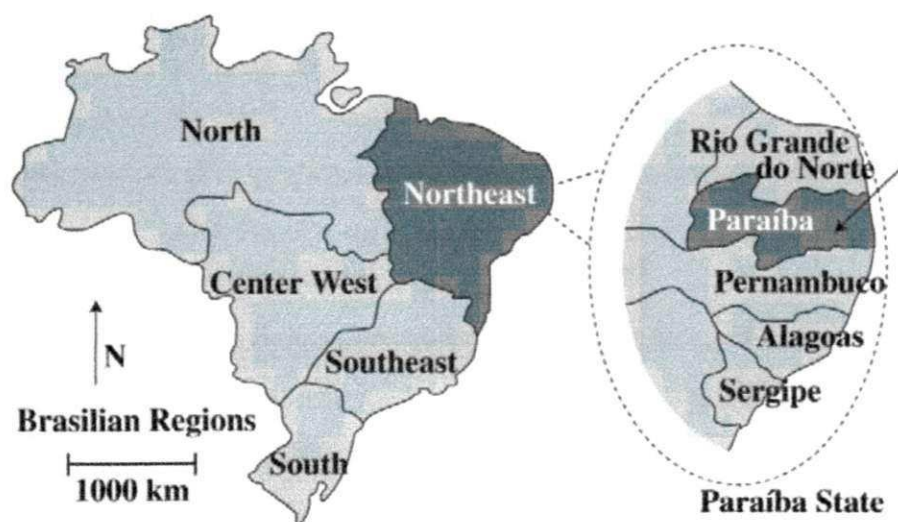 North
Northeast
Center West
Southeast
South
N
Brasilian Regions
1000 km
Rio Grande
do Norte
Paraíba
Pernambuco
Alagoas
Sergipe
Paraíba State